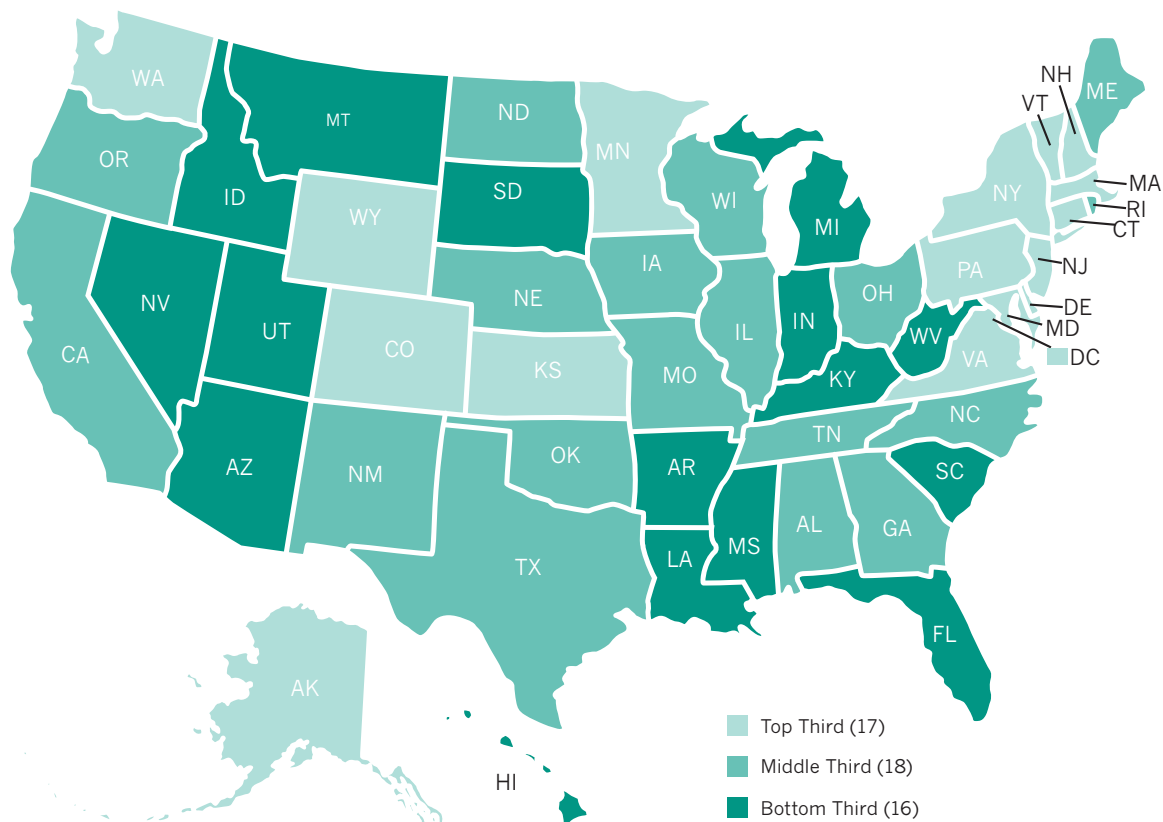 WA
MT
ND
MN
OR
ID
SD
WI
MI
WY
NV
UT
CA
CO
NE
IA
KS
MO
IL
IN
OH
KY
WV
PA
NY
VT
NH
ME
MA
RI
CT
NJ
DE
MD
DC
VA
NC
TN
SC
AZ
NM
OK
AR
TX
LA
MS
AL
GA
FL
AK
HI
Top Third (17)
Middle Third (18)
Bottom Third (16)